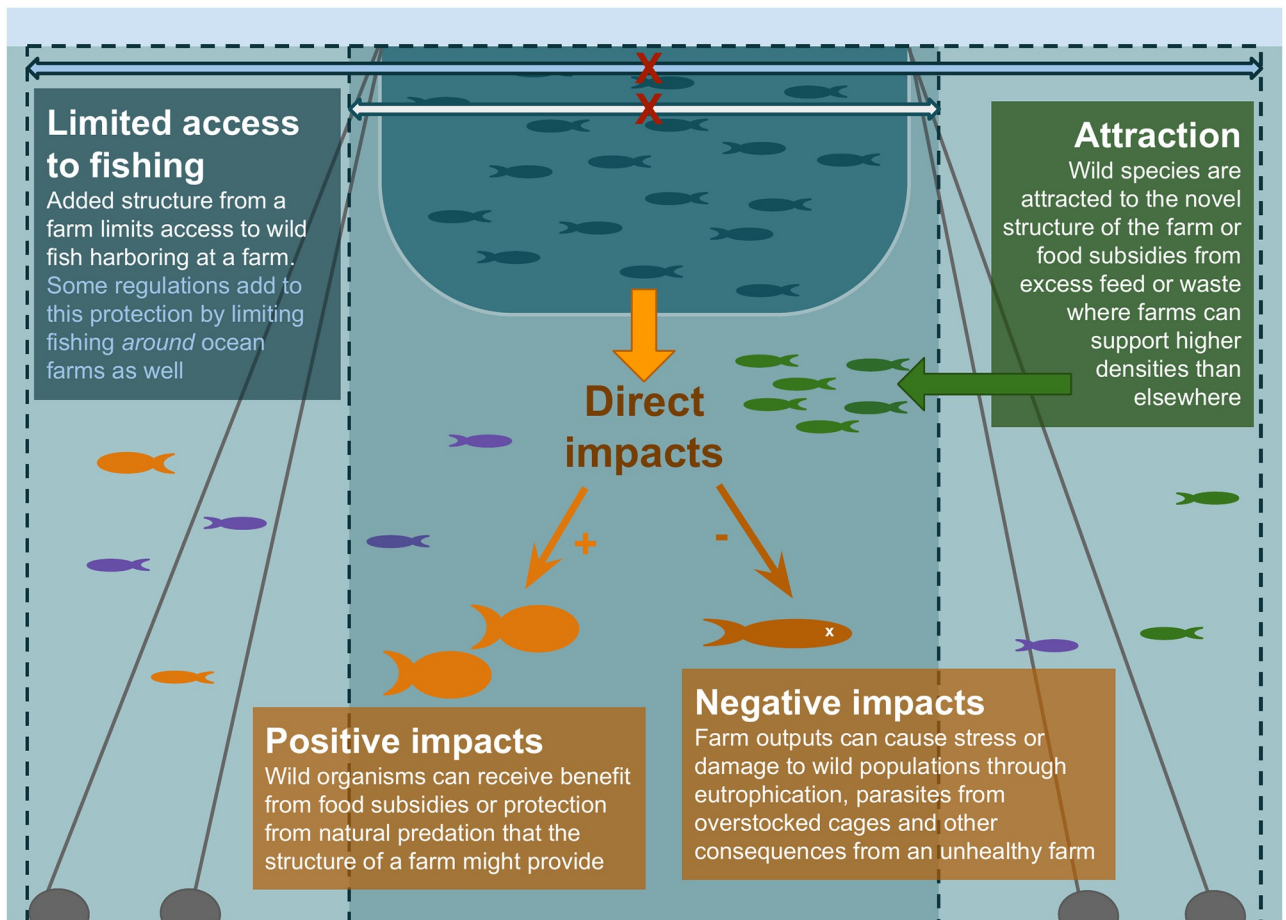 X
X
Limited access
to fishing
Added structure from a
farm limits access to wild
fish harboring at a farm.
Some regulations add to
this protection by limiting
fishing around ocean
farms as well
Attraction
Wild species are
attracted to the novel
structure of the farm or
food subsidies from
excess feed or waste
where farms can
support higher
densities than
elsewhere
Direct
impacts
+
-
x
Positive impacts
Wild organisms can receive benefit
from food subsidies or protection
from natural predation that the
structure of a farm might provide
Negative impacts
Farm outputs can cause stress or
damage to wild populations through
eutrophication, parasites from
overstocked cages and other
consequences from an unhealthy farm